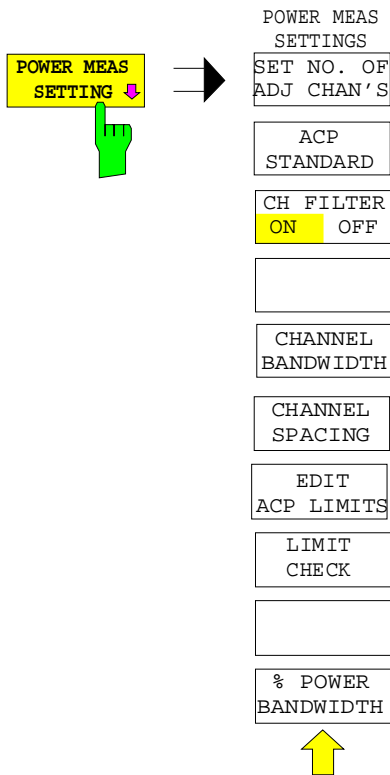 POWER MEAS
SETTING
POWER MEAS
SETTINGS
SET NO. OF
ADJ CHAN'S
ACP
STANDARD
CH FILTER
ON OFF
CHANNEL
BANDWIDTH
CHANNEL
SPACING
EDIT
ACP LIMITS
LIMIT
CHECK
% POWER
BANDWIDTH